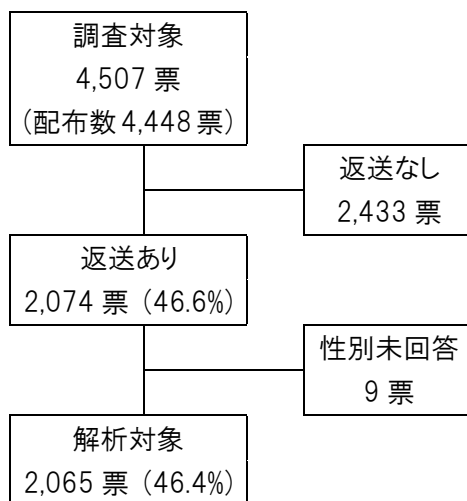 調査対象
4,507 票
（配布数 4,448 票）
返送なし
2,433 票
返送あり
2,074 票（46.6%）
性別未回答
9 票
解析対象
2,065 票（46.4%）